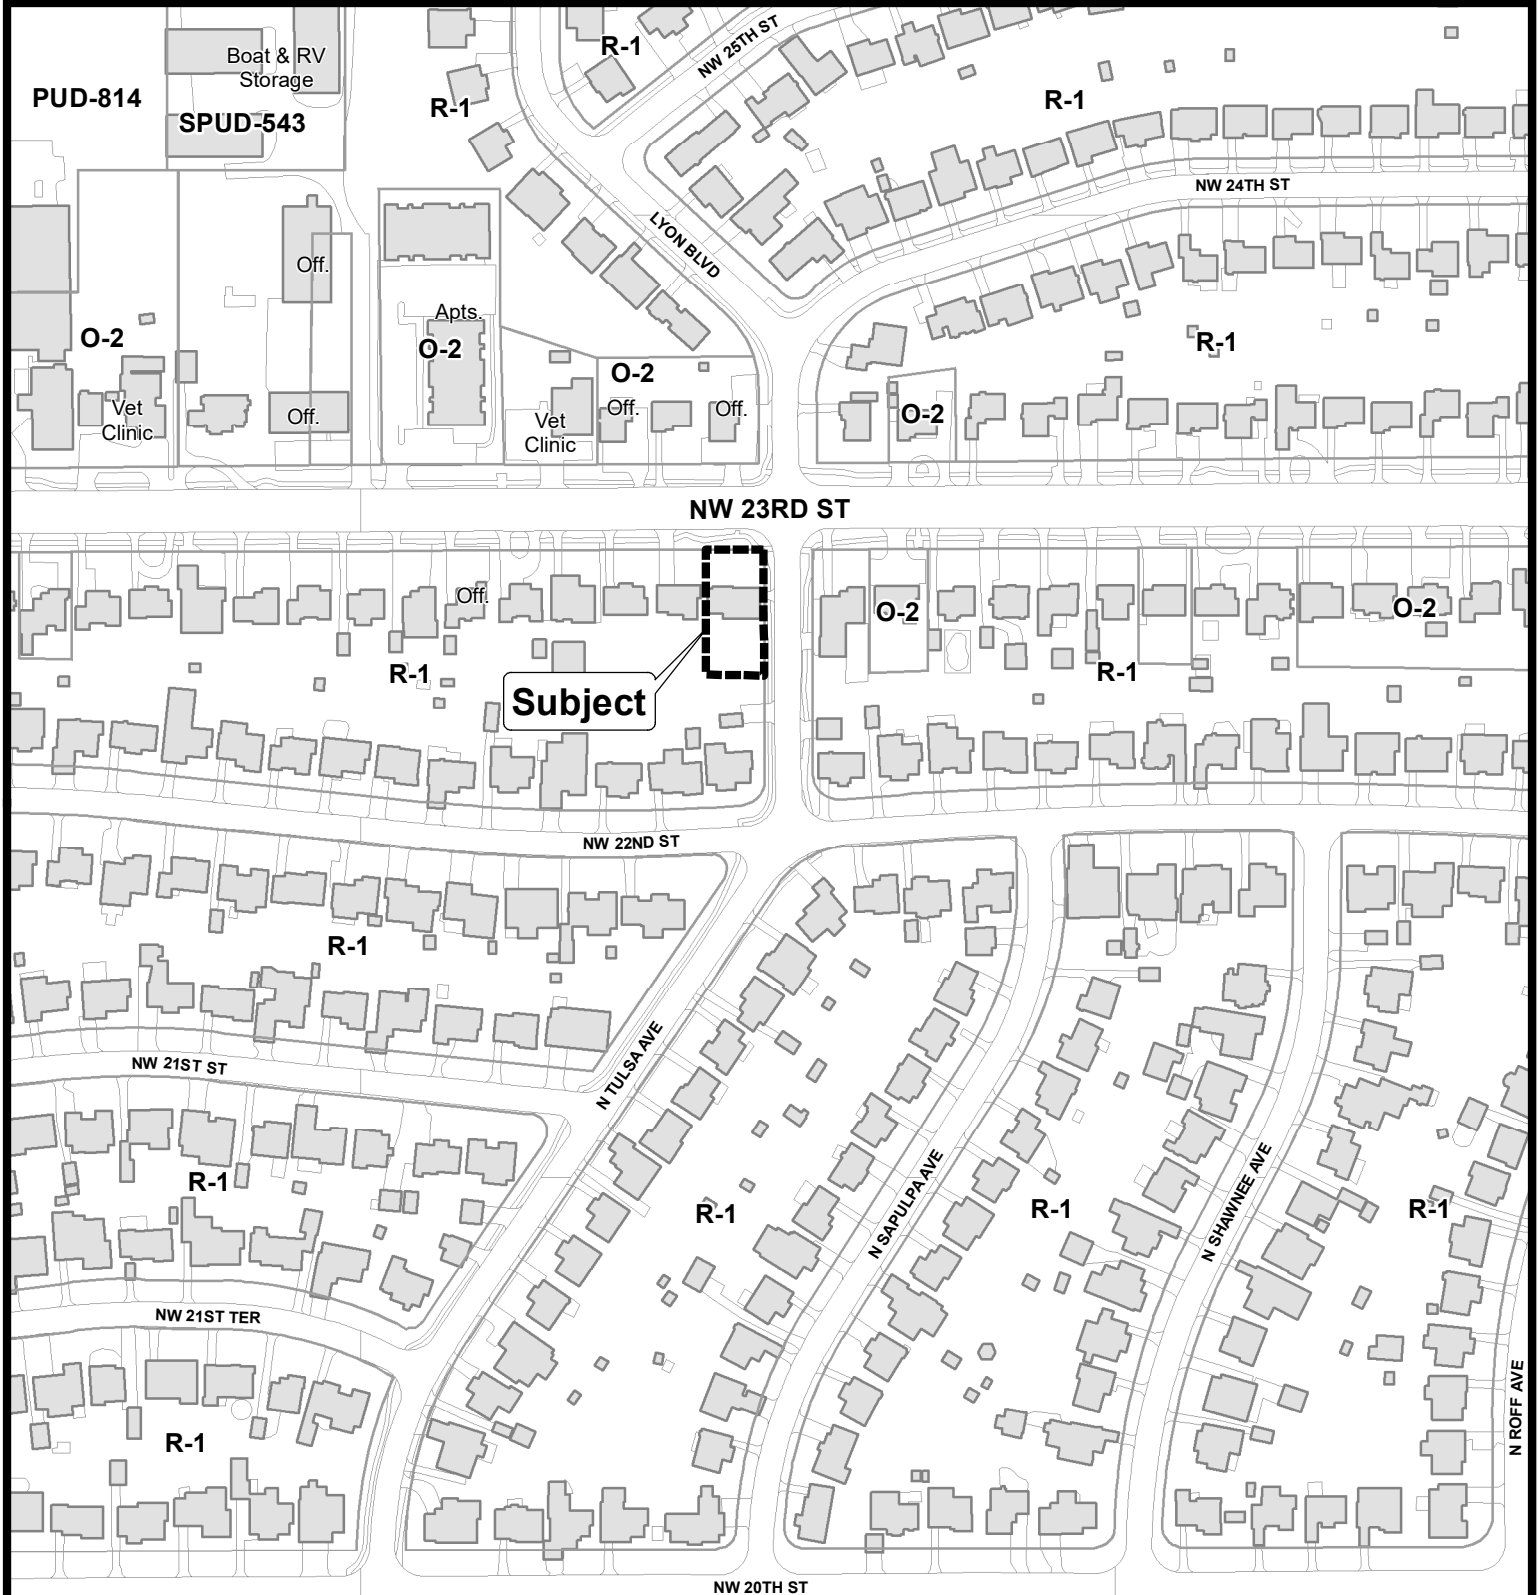 NW 25TH ST
R-1
Boat & RV
Storage
PUD-814
R-1
R-1
SPUD-543
NW 24TH ST
LYON BLVD
Off.
Apts.
O-2
O-2
R-1
O-2
Vet
Clinic
Off.
Vet
Clinic
Off.
Off.
O-2
NW 23RD ST
Off.
O-2
O-2
R-1
R-1
Subject
NW 22ND ST
R-1
NW 21ST ST
N TULSA AVE
R-1
R-1
N SAPULPA AVE
R-1
N SHAWNEE AVE
R-1
NW 21ST TER
R-1
N ROFF AVE
NW 20TH ST